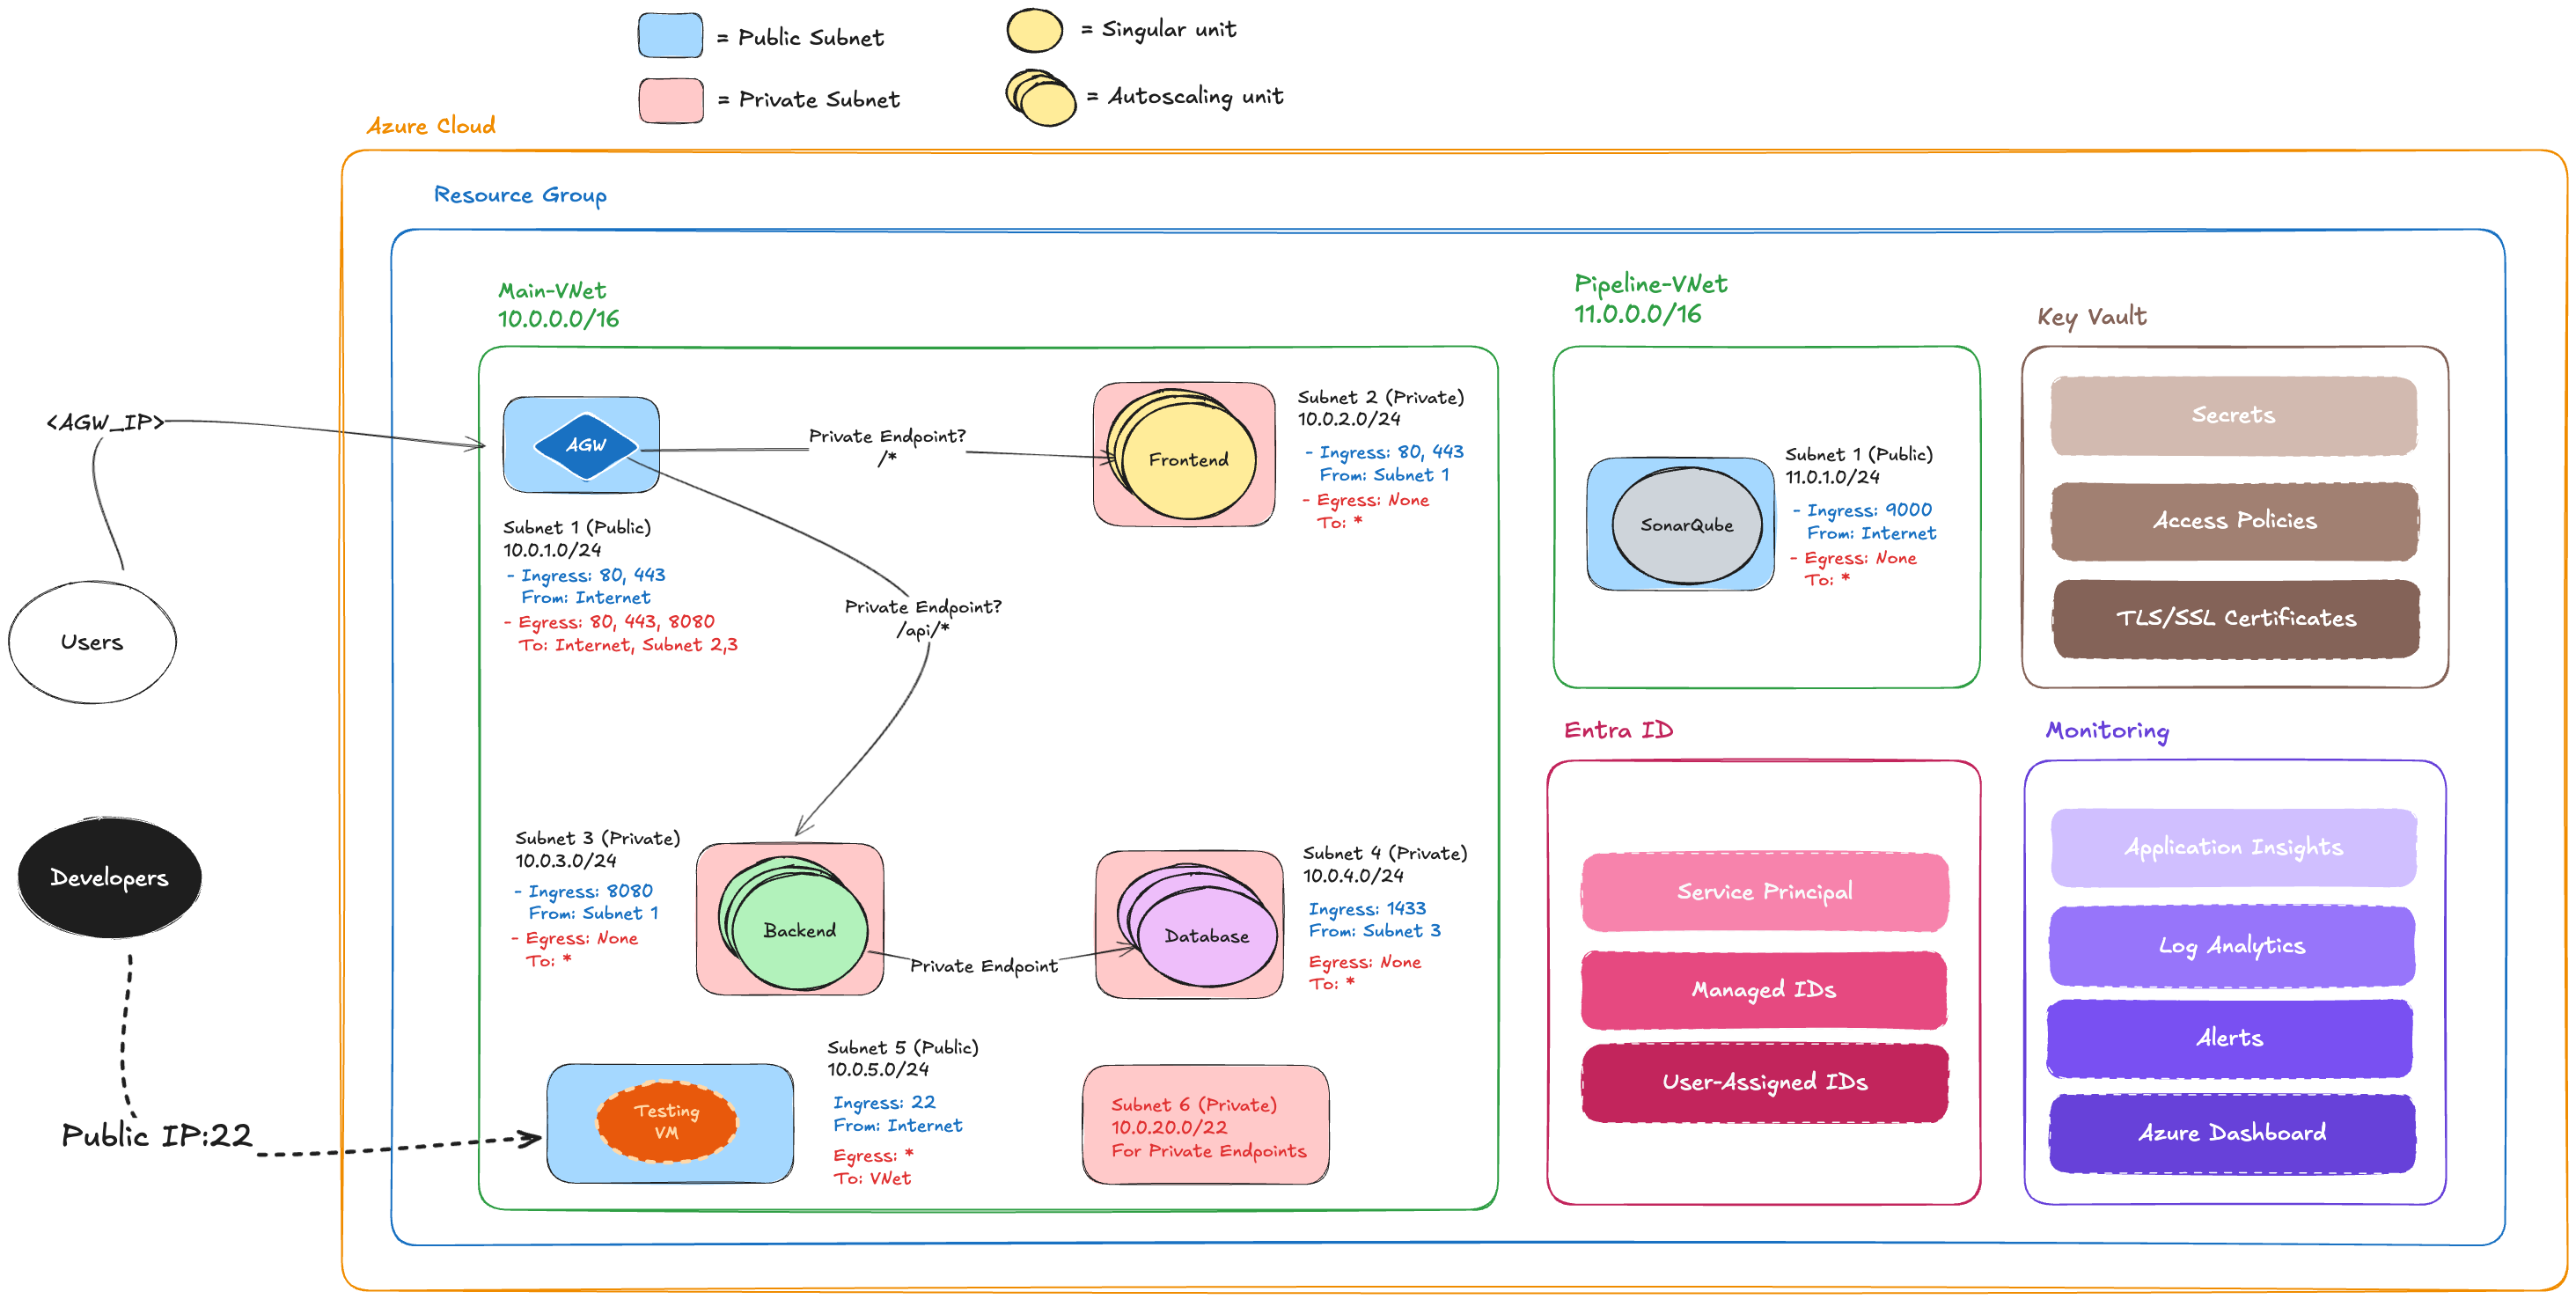 = Public Subnet
= Singular unit
= Private Subnet
= Autoscaling unit
Azure Cloud
Resource Group
Main-VNet
10.0.0.0/16
AGW
Private Endpoint?
/*
Frontend
Subnet 2 (Private)
10.0.2.0/24
- Ingress: 80, 443
From: Subnet 1
- Egress: None
To: *
Subnet 1 (Public)
10.0.1.0/24
- Ingress: 80, 443
From: Internet
- Egress: 80, 443, 8080
To: Internet, Subnet 2,3
Private Endpoint?
/api/*
<AGW_IP>
Users
Developers
Public IP:22
Subnet 3 (Private)
10.0.3.0/24
- Ingress: 8080
From: Subnet 1
- Egress: None
To: *
Backend
Private Endpoint
Database
Subnet 4 (Private)
10.0.4.0/24
Ingress: 1433
From: Subnet 3
Egress: None
To: *
Testing
VM
Subnet 5 (Public)
10.0.5.0/24
Ingress: 22
From: Internet
Egress: *
To: VNet
Subnet 6 (Private)
10.0.20.0/22
For Private Endpoints
Pipeline-VNet
11.0.0.0/16
SonarQube
Subnet 1 (Public)
11.0.1.0/24
- Ingress: 9000
From: Internet
- Egress: None
To: *
Key Vault
Secrets
Access Policies
TLS/SSL Certificates
Entra ID
Service Principal
Managed IDs
User-Assigned IDs
Monitoring
Application Insights
Log Analytics
Alerts
Azure Dashboard